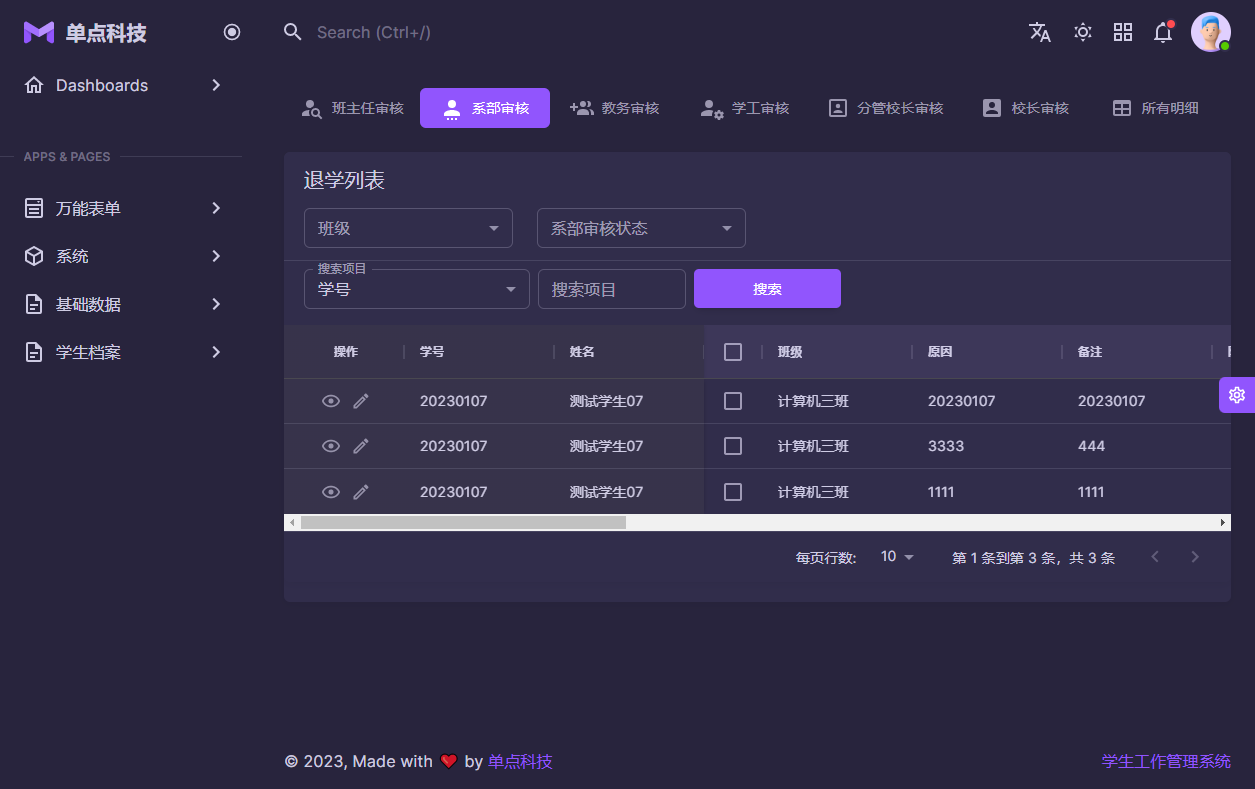 单点科技
Search (Ctrl+/)
Dashboards
APPS & PAGES
万能表单
系统
基础数据
学生档案
班主任审核 系部审核 教务审核 学工审核 分管校长审核 校长审核 所有明细
退学列表
班级 系部审核状态
搜索项目
学号 搜索项目 搜索
操作 学号 姓名 班级 原因 备注
20230107 测试学生07 计算机三班 20230107 20230107
20230107 测试学生07 计算机三班 3333 444
20230107 测试学生07 计算机三班 1111 1111
每页行数: 10 第 1 条到第 3 条，共 3 条
© 2023, Made with ❤️ by 单点科技
学生工作管理系统